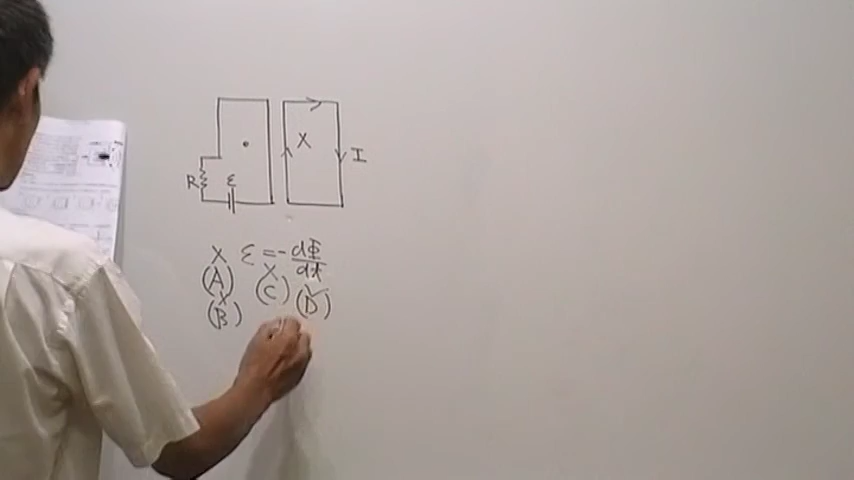 X
I
R ε
X ε = - dΦ/dt
(A) X (C) (D)
X
(B)